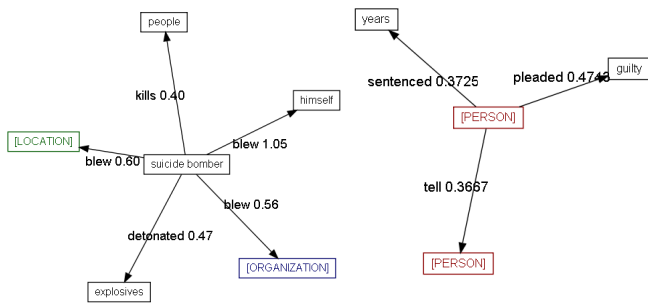 people
years
sentenced 0.3725
pleaded 0.4743
guilty
kills 0.40
himself
[PERSON]
[LOCATION]
blew 0.60
suicide bomber
blew 1.05
tell 0.3667
blew 0.56
detonated 0.47
[ORGANIZATION]
[PERSON]
explosives